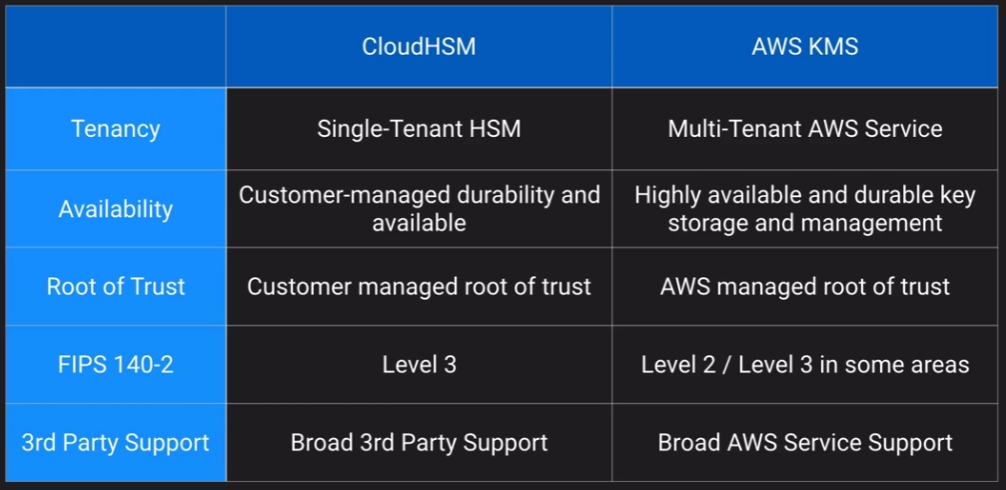 CloudHSM
AWS KMS
Tenancy
Single-Tenant HSM
Multi-Tenant AWS Service
Availability
Customer-managed durability and
available
Highly available and durable key
storage and management
Root of Trust
Customer managed root of trust
AWS managed root of trust
FIPS 140-2
Level 3
Level 2 / Level 3 in some areas
3rd Party Support
Broad 3rd Party Support
Broad AWS Service Support